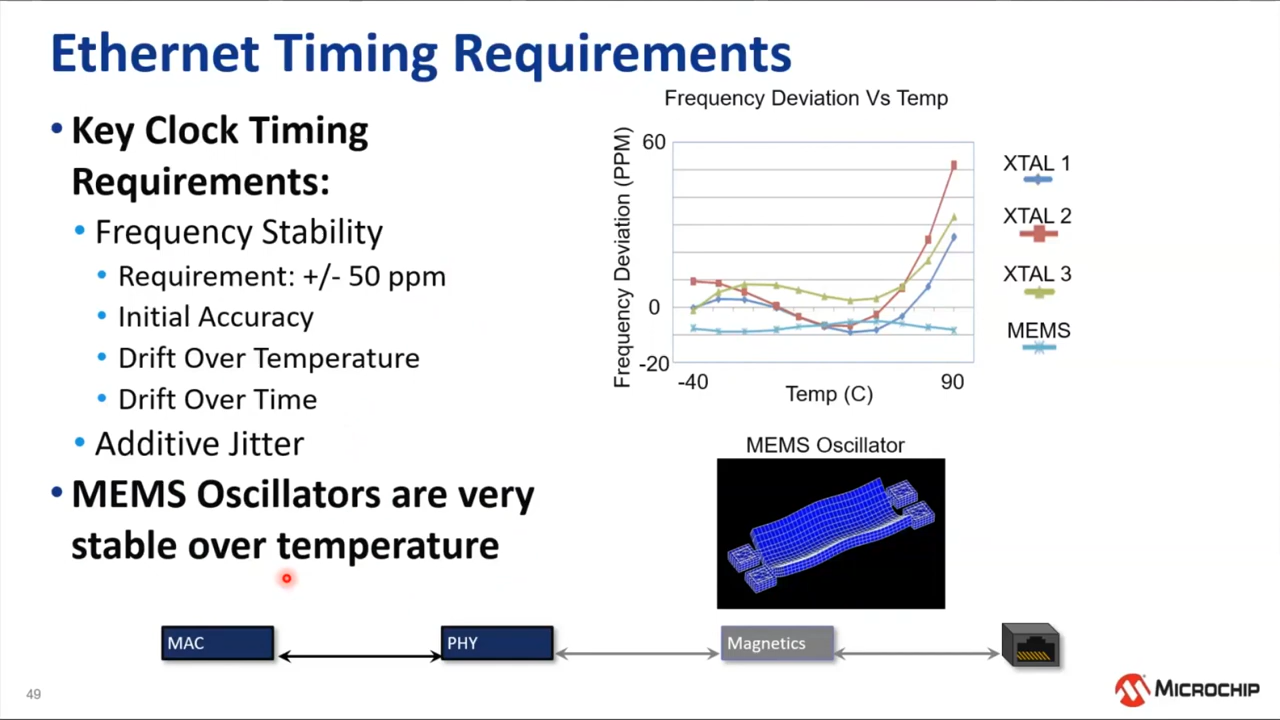 Ethernet Timing Requirements
• Key Clock Timing
Requirements:
• Frequency Stability
• Requirement: +/- 50 ppm
• Initial Accuracy
• Drift Over Temperature
• Drift Over Time
• Additive Jitter
• MEMS Oscillators are very
stable over temperature
Frequency Deviation Vs Temp
Frequency Deviation (PPM)
60
0
-20
-40
90
Temp (C)
XTAL 1
XTAL 2
XTAL 3
MEMS
MEMS Oscillator
MAC
PHY
Magnetics
49
MICROCHIP